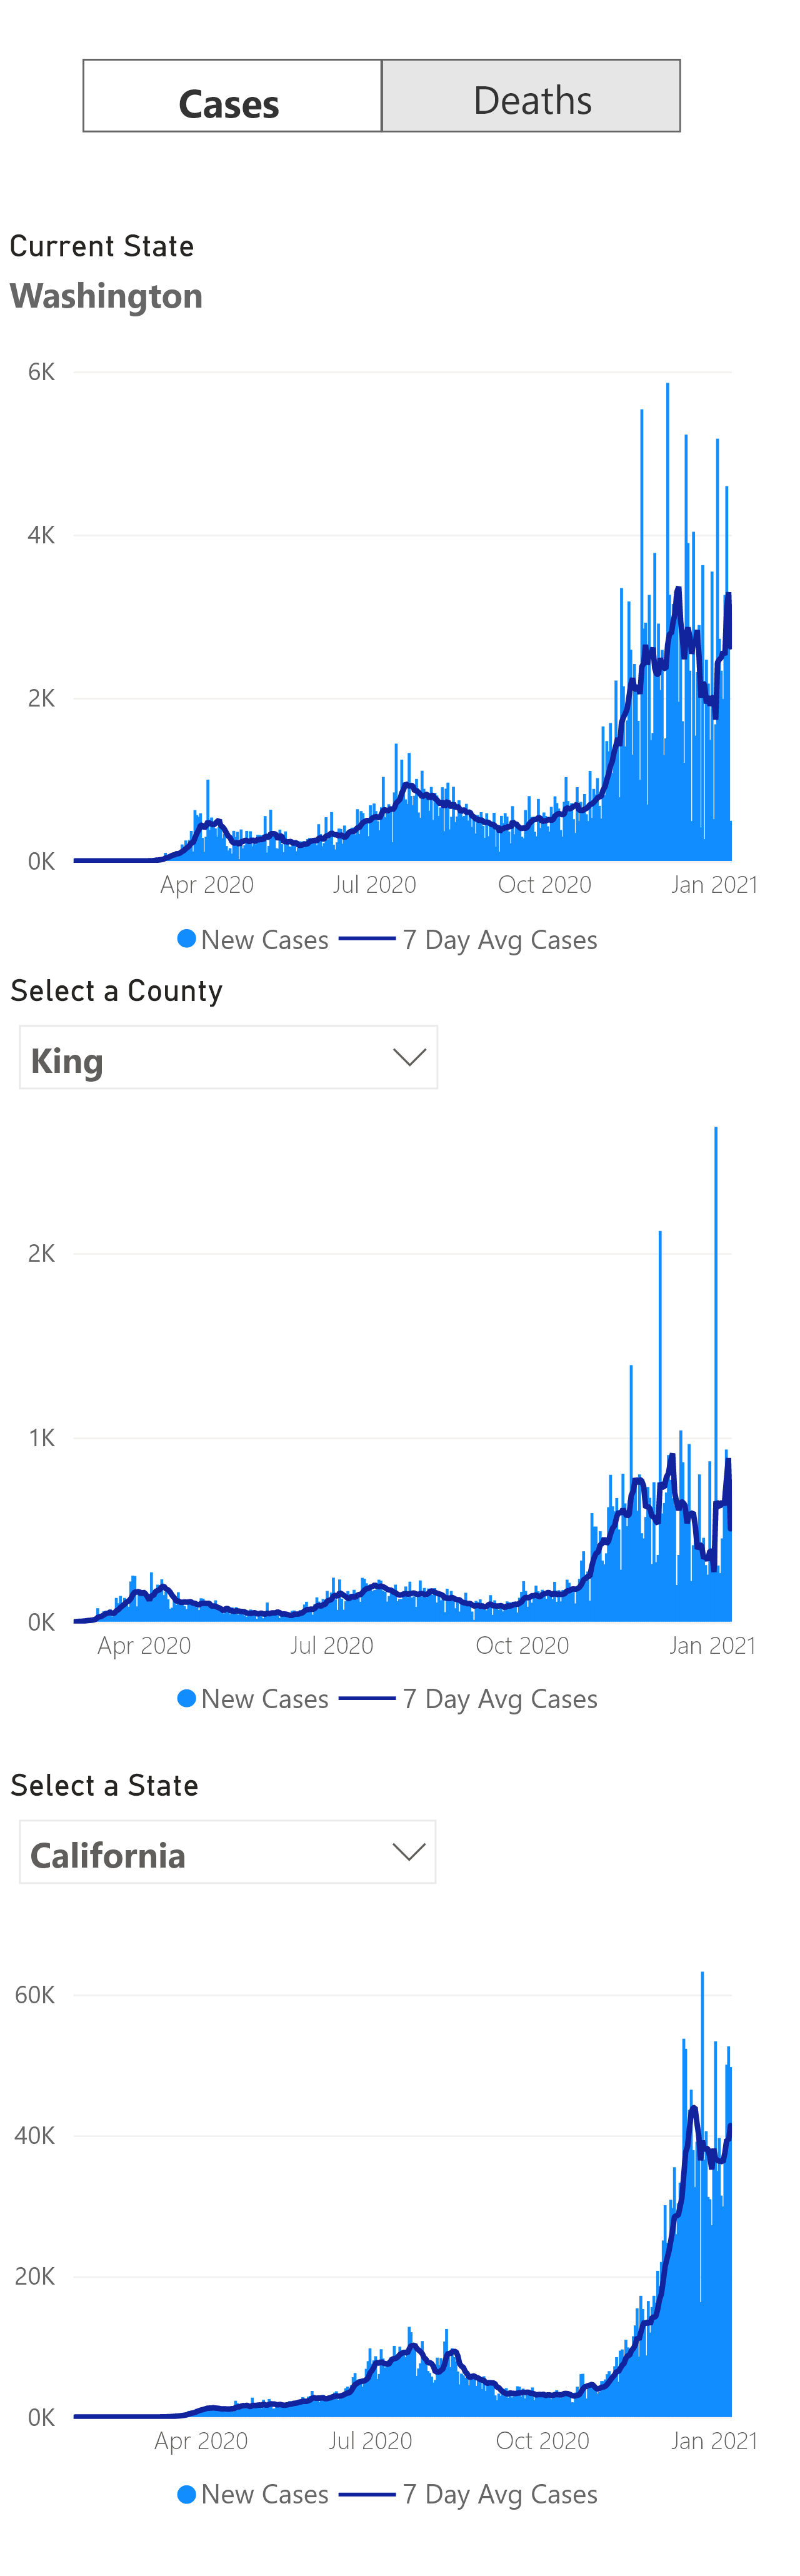 Cases Deaths
Current State
Washington
6K
4K
2K
0K
Apr 2020 Jul 2020 Oct 2020 Jan 2021
New Cases 7 Day Avg Cases
Select a County
King
2K
1K
0K
Apr 2020 Jul 2020 Oct 2020 Jan 2021
New Cases 7 Day Avg Cases
Select a State
California
60K
40K
20K
0K
Apr 2020 Jul 2020 Oct 2020 Jan 2021
New Cases 7 Day Avg Cases